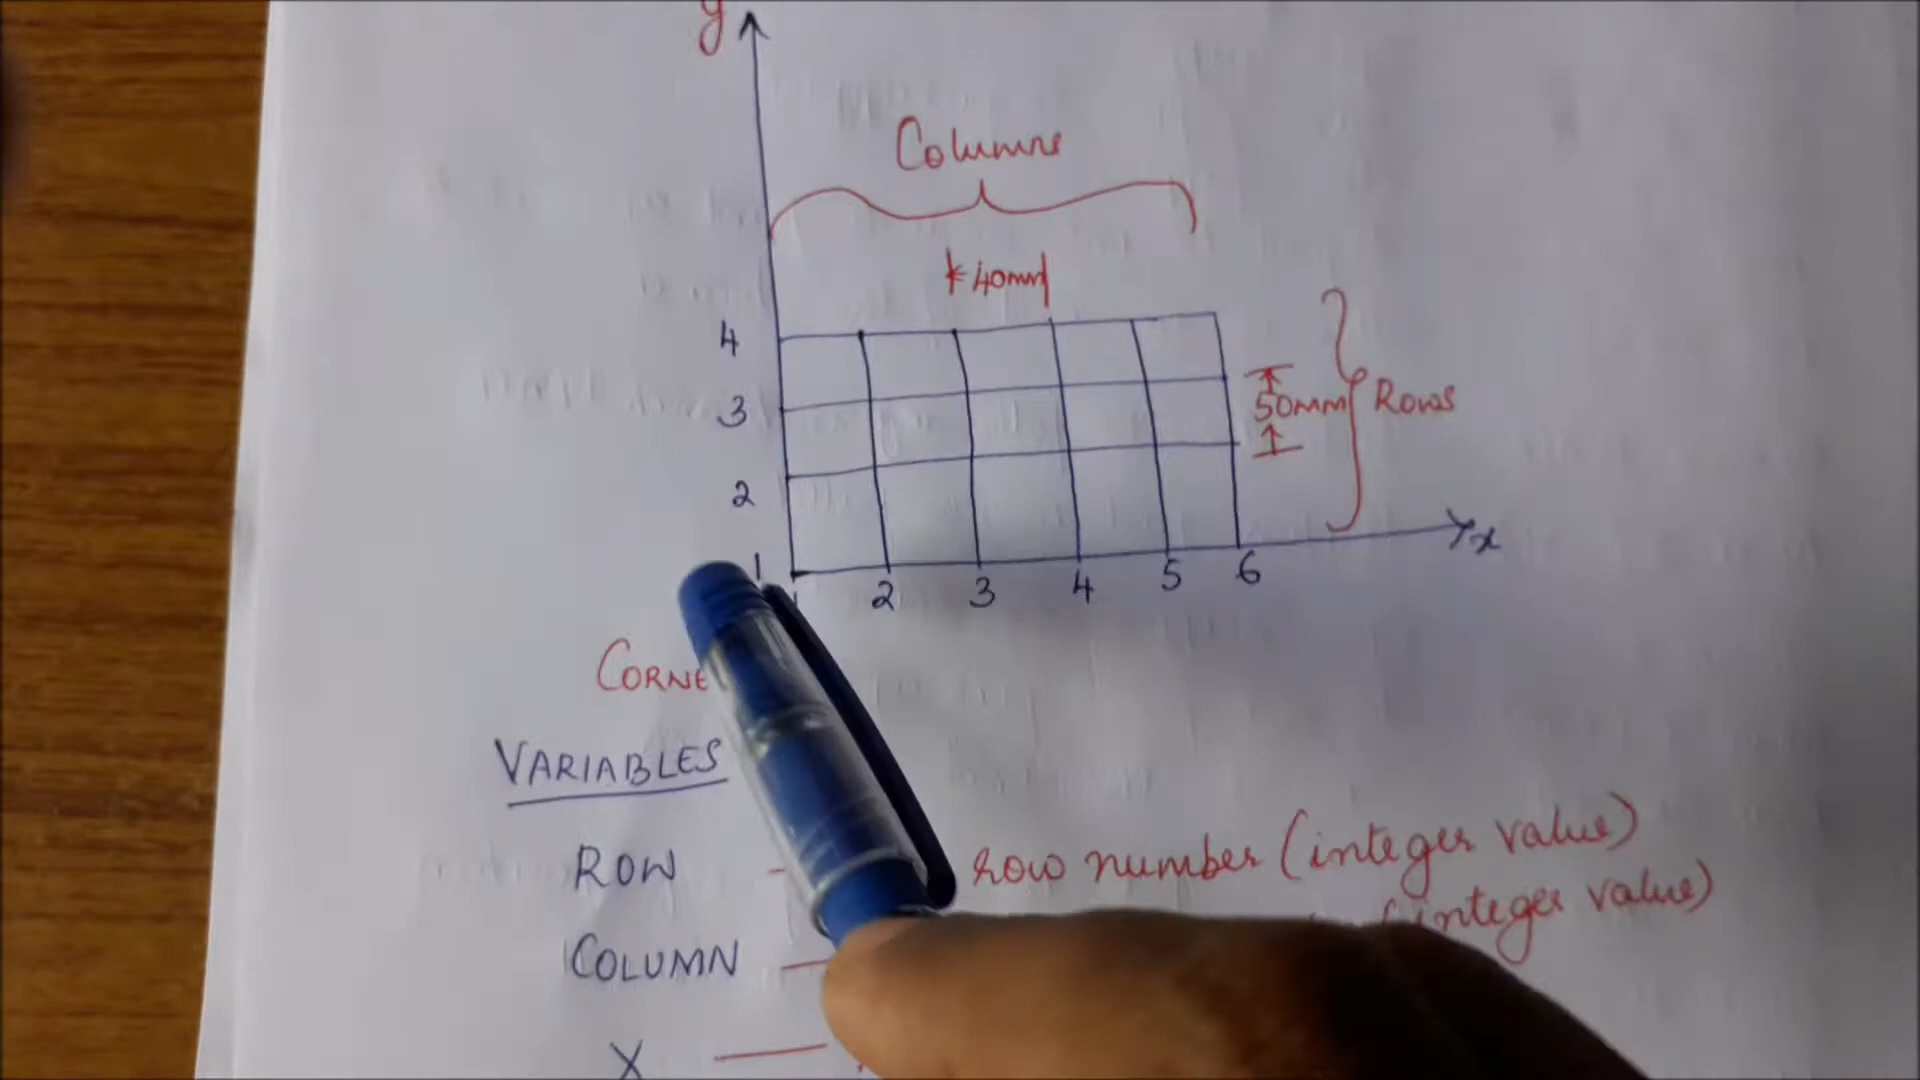 y
Columns
40mm
4
3
50mm Rows
2
1
2 3 4 5 6 x
CORNE
VARIABLES
ROW - row number (integer value)
COLUMN - (integer value)
X -